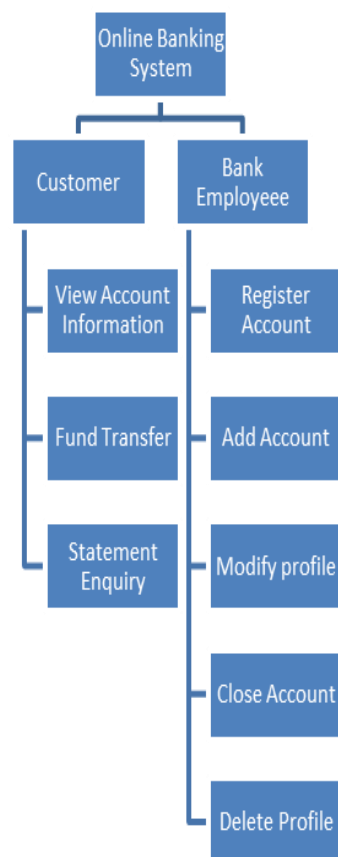 Online Banking
System
Customer
Bank
Employeee
View Account
Information
Register
Account
Fund Transfer
Add Account
Statement
Enquiry
Modify profile
Close Account
Delete Profile